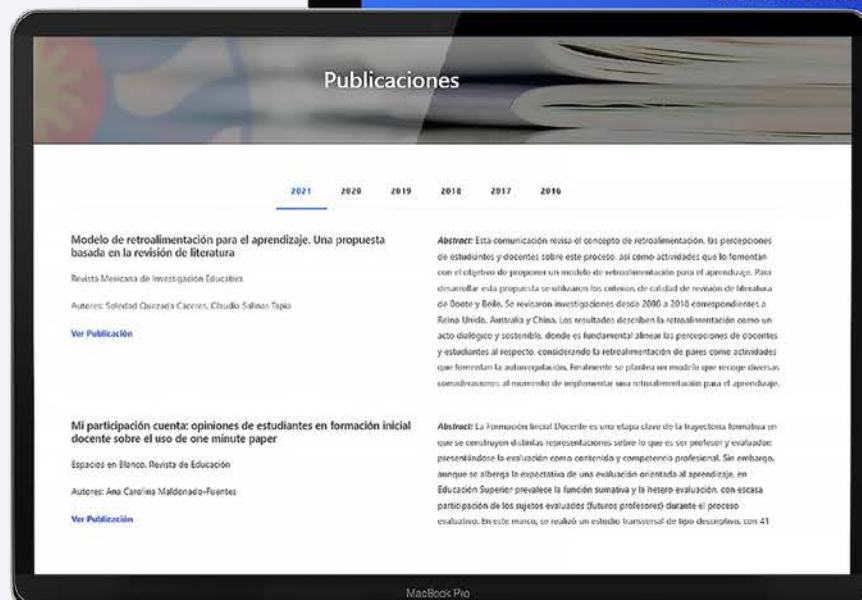 Publicaciones
2021 2020 2019 2018 2017 2016
Modelo de retroalimentación para el aprendizaje. Una propuesta
basada en la revisión de literatura
Revista Mexicana de Investigación Educativa
Autores: Soledad Quezada Cáceres, Claudio Salinas Tapia
Ver Publicación
Abstract: Esta comunicación revisa el concepto de retroalimentación, las percepciones
de estudiantes y docentes sobre este proceso, así como actividades que lo fomentan
con el objetivo de proponer un modelo de retroalimentación para el aprendizaje. Para
desarrollar esta propuesta se utilizaron los criterios de calidad de revisión de literatura
de Boote y Beile. Se revisaron investigaciones desde 2000 a 2018 correspondientes a
Reino Unido, Australia y China. Los resultados describen la retroalimentación como un
acto dialógico y sostenible, donde es fundamental alinear las percepciones de docentes
y estudiantes al respecto, considerando la retroalimentación de pares como actividades
que fomentan la autorregulación. Finalmente se plantea un modelo que recoge diversas
consideraciones al momento de implementar una retroalimentación para el aprendizaje.
Mi participación cuenta: opiniones de estudiantes en formación inicial
docente sobre el uso de one minute paper
Espacios en Blanco. Revista de Educación
Autores: Ana Carolina Maldonado-Fuentes
Ver Publicación
Abstract: La Formación Inicial Docente es una etapa clave de la trayectoria formativa en
que se construyen distintas representaciones sobre lo que es ser profesor y evaluador;
presentándose la evaluación como contenido y competencia profesional. Sin embargo,
aunque se alberga la expectativa de una evaluación orientada al aprendizaje, en
Educación Superior prevalece la función sumativa y la hetero evaluación, con escasa
participación de los sujetos evaluados (futuros profesores) durante el proceso
evaluativo. En este marco, se realizó un estudio transversal de tipo descriptivo, con 41
MacBook Pro